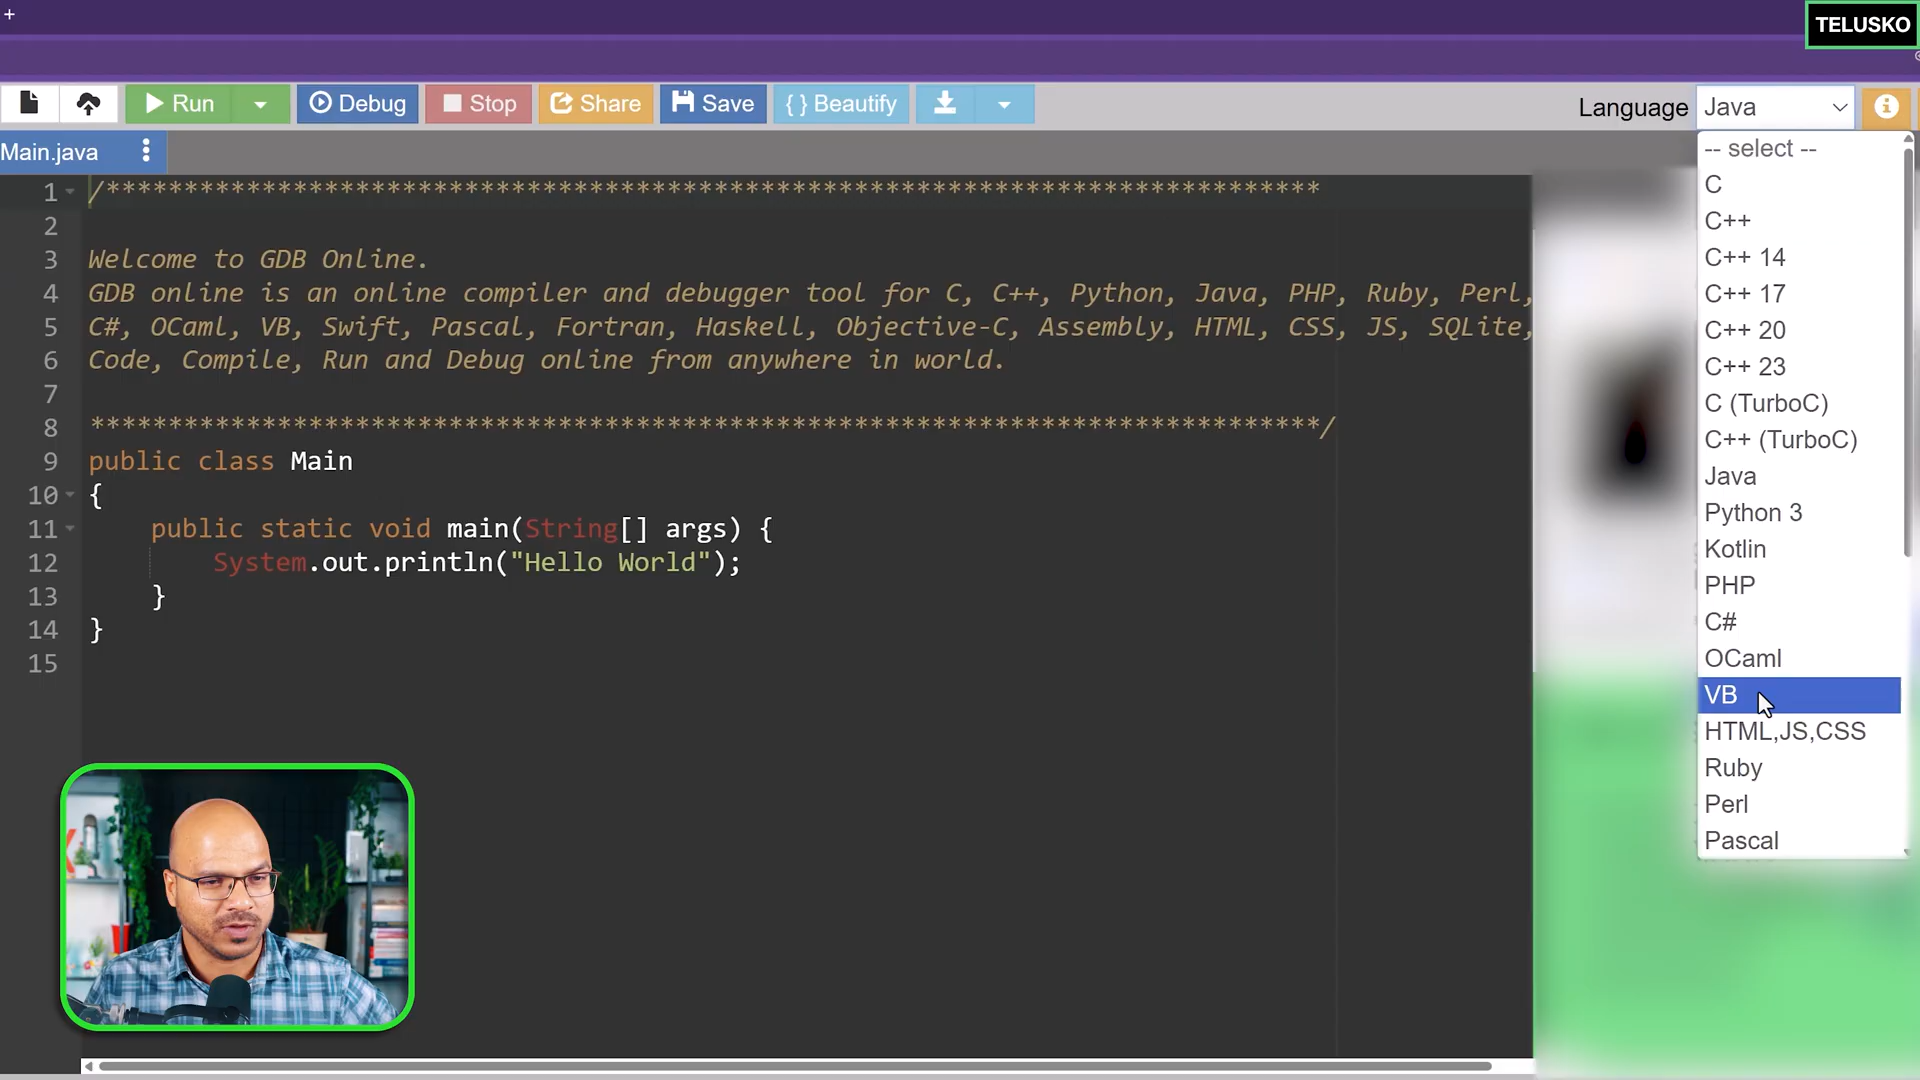 +
TELUSKO
Run
Debug
Stop
Share
Save
{ } Beautify
Language Java
Main.java
-- select --
C
C++
C++ 14
C++ 17
C++ 20
C++ 23
C (TurboC)
C++ (TurboC)
Java
Python 3
Kotlin
PHP
C#
OCaml
VB
HTML,JS,CSS
Ruby
Perl
Pascal
1 /******************************************************************************
2
3 Welcome to GDB Online.
4 GDB online is an online compiler and debugger tool for C, C++, Python, Java, PHP, Ruby, Perl,
5 C#, OCaml, VB, Swift, Pascal, Fortran, Haskell, Objective-C, Assembly, HTML, CSS, JS, SQLite,
6 Code, Compile, Run and Debug online from anywhere in world.
7
8 *******************************************************************************/
9 public class Main
10 {
11 public static void main(String[] args) {
12 System.out.println("Hello World");
13 }
14 }
15